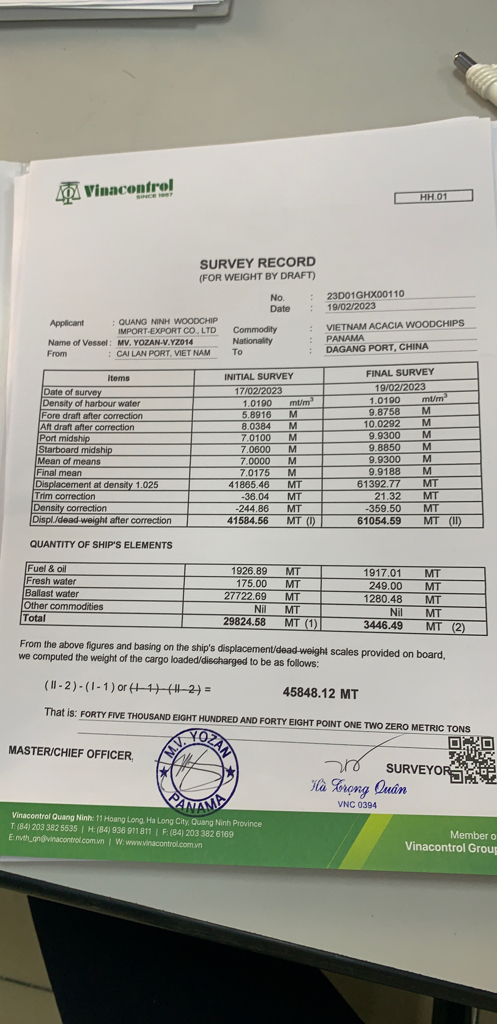 Vinacontrol
SINCE 1957
HH.01
SURVEY RECORD
(FOR WEIGHT BY DRAFT)
No. : 23D01GHX00110
Date : 19/02/2023
Applicant : QUANG NINH WOODCHIP IMPORT-EXPORT CO., LTD
Commodity : VIETNAM ACACIA WOODCHIPS
Name of Vessel : MV. YOZAN-V.YZ014
Nationality : PANAMA
From : CAI LAN PORT, VIET NAM
To : DAGANG PORT, CHINA
Items INITIAL SURVEY FINAL SURVEY
Date of survey 17/02/2023 19/02/2023
Density of harbour water 1.0190 mt/m³ 1.0190 mt/m³
Fore draft after correction 5.8916 M 9.8758 M
Aft draft after correction 8.0384 M 10.0292 M
Port midship 7.0100 M 9.9300 M
Starboard midship 7.0600 M 9.8850 M
Mean of means 7.0000 M 9.9300 M
Final mean 7.0175 M 9.9188 M
Displacement at density 1.025 41865.46 MT 61392.77 MT
Trim correction -36.04 MT 21.32 MT
Density correction -244.86 MT -359.50 MT
Displ./dead weight after correction 41584.56 MT (I) 61054.59 MT (II)
QUANTITY OF SHIP'S ELEMENTS
Fuel & oil 1926.89 MT 1917.01 MT
Fresh water 175.00 MT 249.00 MT
Ballast water 27722.69 MT 1280.48 MT
Other commodities Nil MT Nil MT
Total 29824.58 MT (1) 3446.49 MT (2)
From the above figures and basing on the ship's displacement/dead weight scales provided on board,
we computed the weight of the cargo loaded/discharged to be as follows:
(II - 2) - (I - 1) or (I - 1) - (II - 2) = 45848.12 MT
That is: FORTY FIVE THOUSAND EIGHT HUNDRED AND FORTY EIGHT POINT ONE TWO ZERO METRIC TONS
MASTER/CHIEF OFFICER
M.V. YOZAN
PANAMA
SURVEYOR
Hà Trọng Quân
VNC 0394
Vinacontrol Quang Ninh: 11 Hoang Long, Ha Long City, Quang Ninh Province
T: (84) 203 382 5535 | H: (84) 936 911 811 | F: (84) 203 382 6169
E: nvth_qn@vinacontrol.com.vn | W: www.vinacontrol.com.vn
Member o
Vinacontrol Group